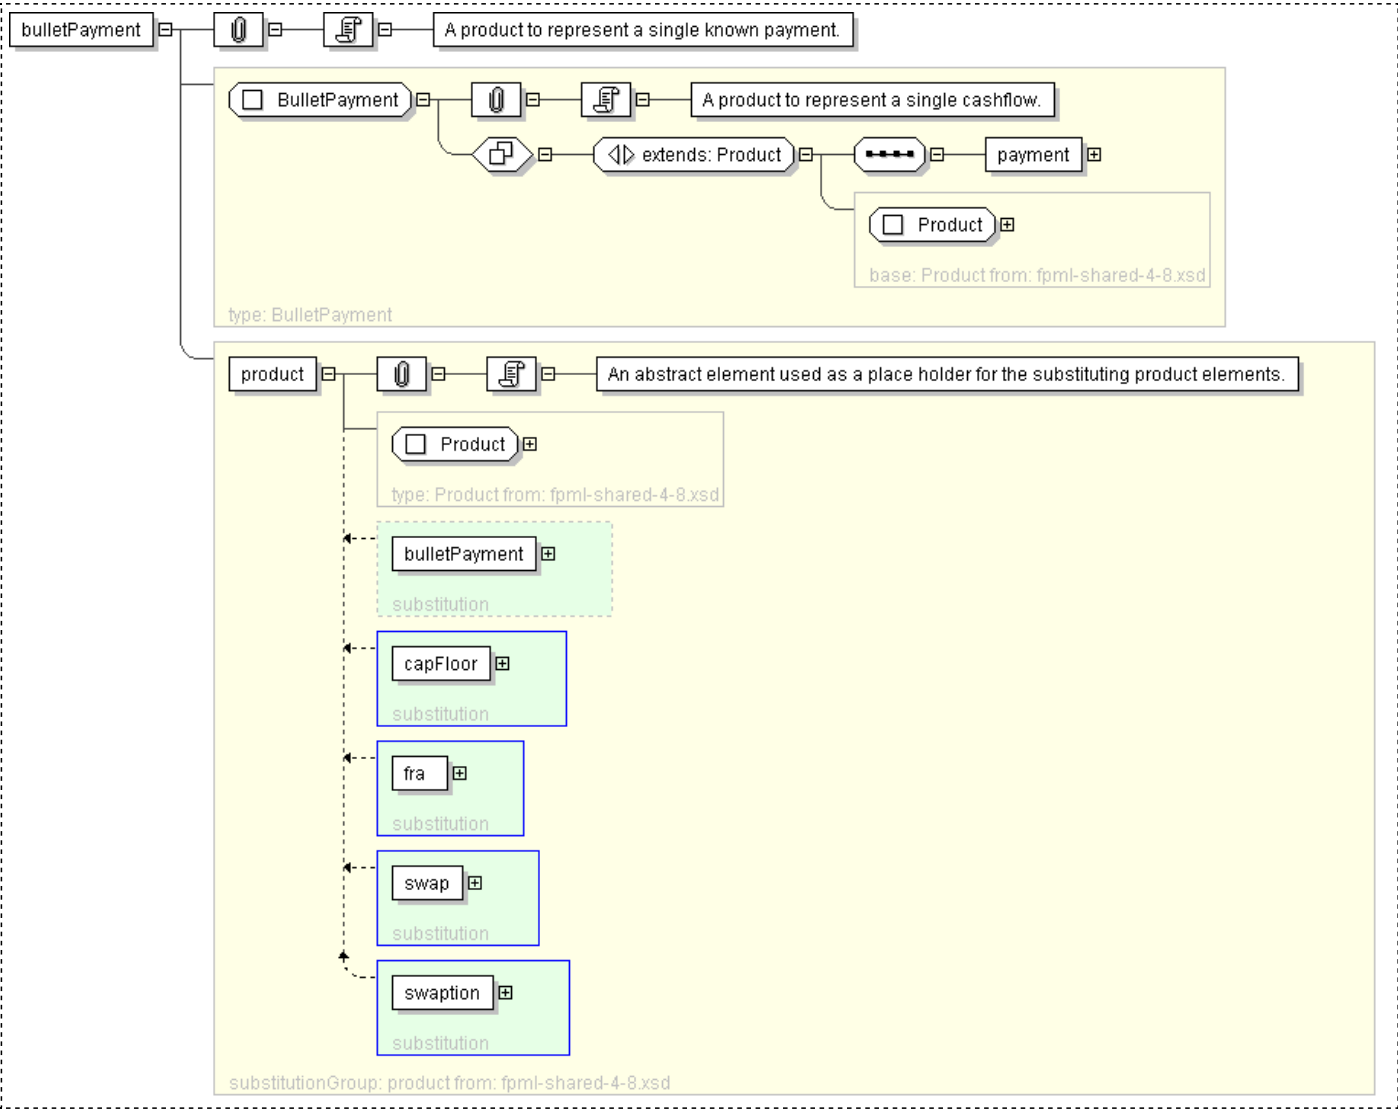 bulletPayment
A product to represent a single known payment.
BulletPayment
A product to represent a single cashflow.
extends: Product
payment
Product
base: Product from: fpml-shared-4-8.xsd
type: BulletPayment
product
An abstract element used as a place holder for the substituting product elements.
Product
type: Product from: fpml-shared-4-8.xsd
bulletPayment
substitution
capFloor
substitution
fra
substitution
swap
substitution
swaption
substitution
substitutionGroup: product from: fpml-shared-4-8.xsd